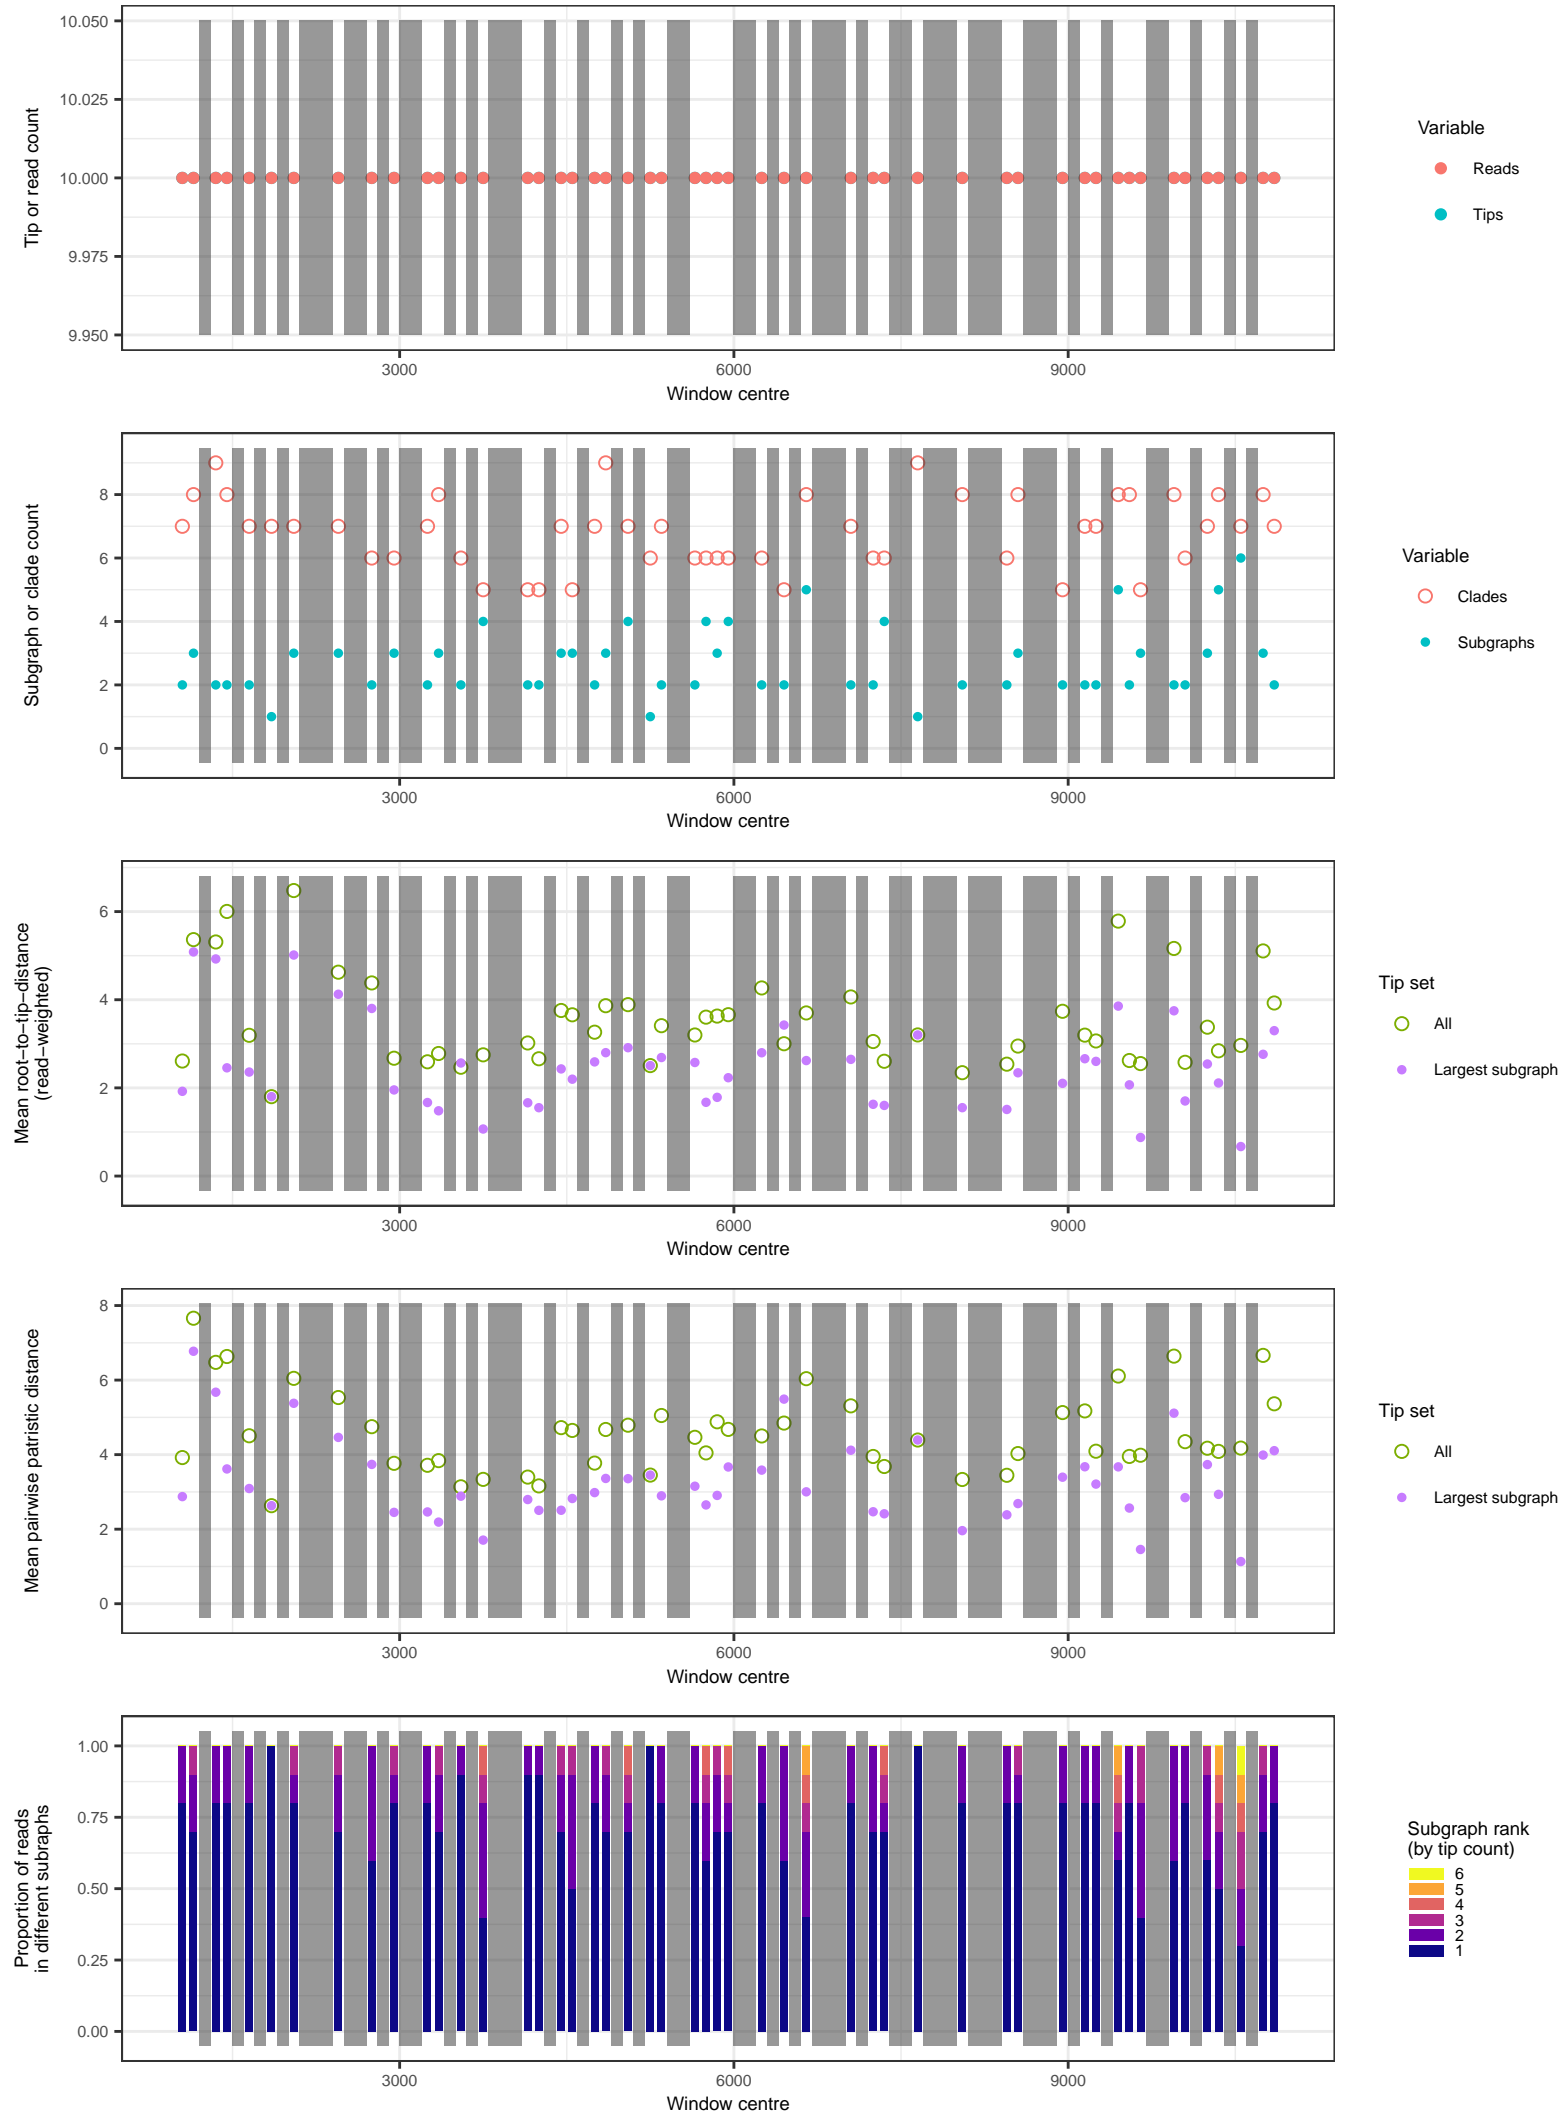 10.050
10.025
10.000
9.975
9.950
Tip or read count
3000 6000 9000
Window centre
Variable
Reads
Tips
8
6
4
2
0
Subgraph or clade count
3000 6000 9000
Window centre
Variable
Clades
Subgraphs
6
4
2
0
Mean root−to−tip−distance
(read−weighted)
3000 6000 9000
Window centre
Tip set
All
Largest subgraph
8
6
4
2
0
Mean pairwise patristic distance
3000 6000 9000
Window centre
Tip set
All
Largest subgraph
1.00
0.75
0.50
0.25
0.00
Proportion of reads
in different subraphs
3000 6000 9000
Window centre
Subgraph rank
(by tip count)
6
5
4
3
2
1